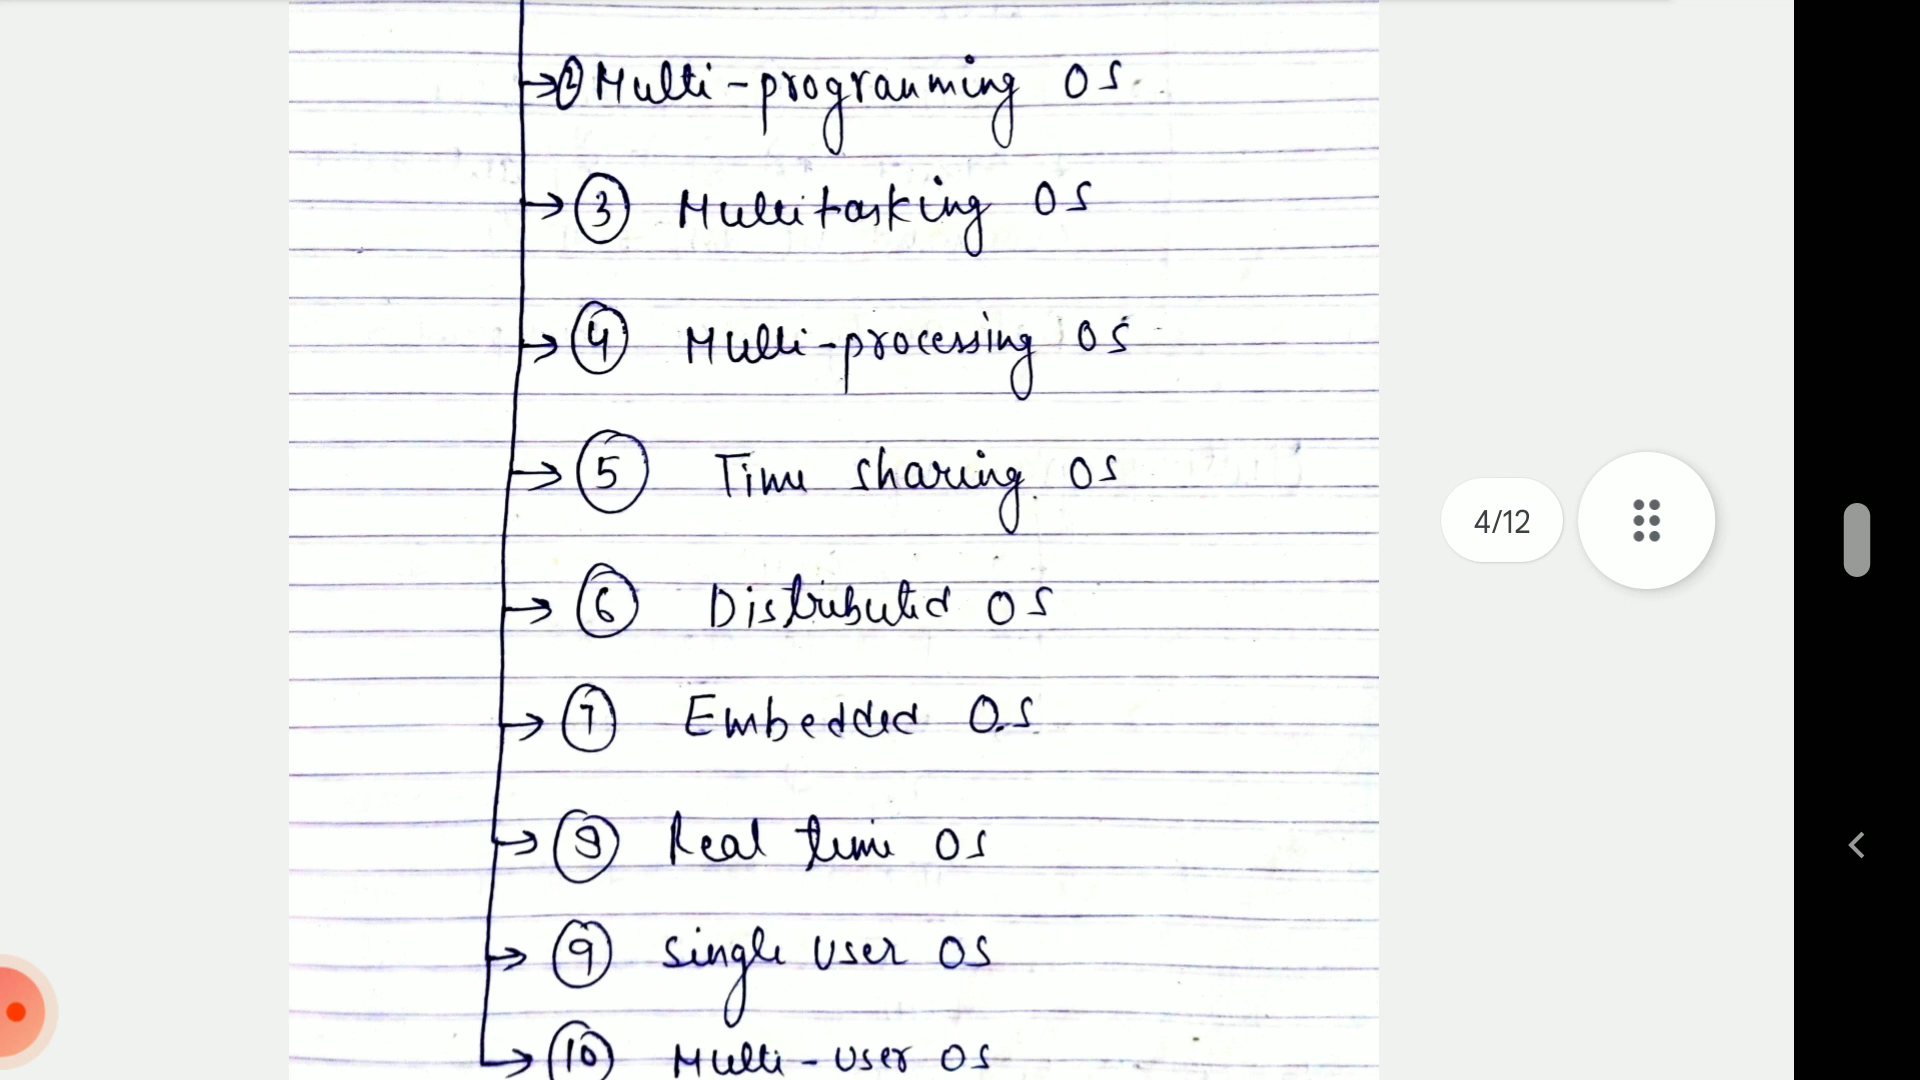 → ② Multi-programming OS
→ ③ Multitasking OS
→ ④ Multi-processing OS
→ ⑤ Time sharing OS
→ ⑥ Distributed OS
4/12
→ ⑦ Embedded O.S
→ ⑧ Real time OS
→ ⑨ Single User OS
→ ⑩ Multi-user OS